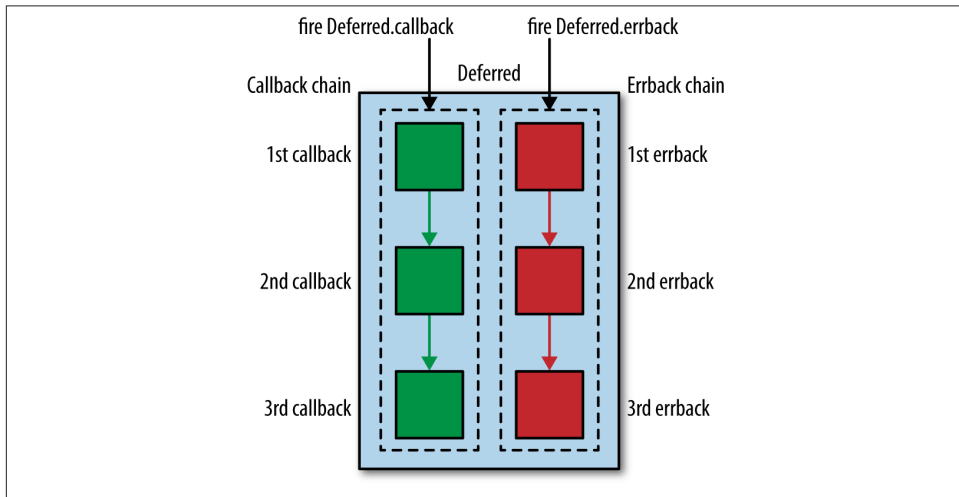 fire Deferred.callback
fire Deferred.errback
Deferred
Callback chain
Errback chain
1st callback
1st errback
2nd callback
2nd errback
3rd callback
3rd errback